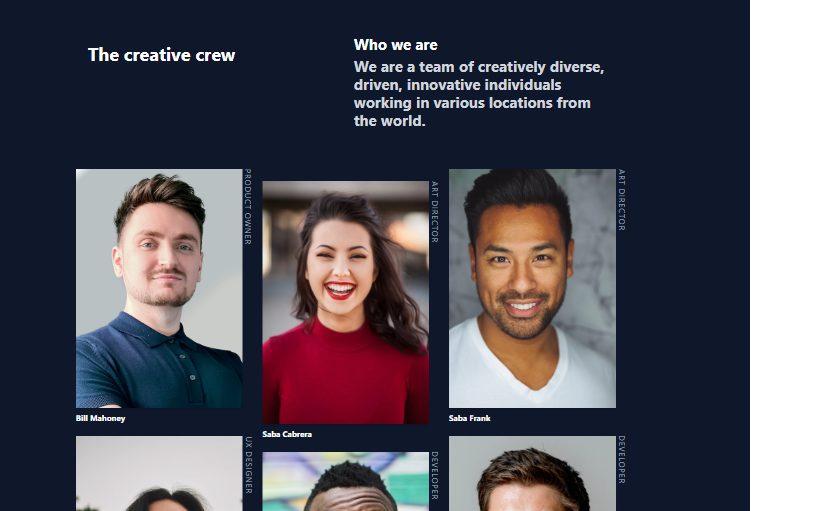 The creative crew
Who we are
We are a team of creatively diverse,
driven, innovative individuals
working in various locations from
the world.
PRODUCT OWNER
ART DIRECTOR
ART DIRECTOR
Bill Mahoney
Saba Cabrera
Saba Frank
UX DESIGNER
DEVELOPER
DEVELOPER